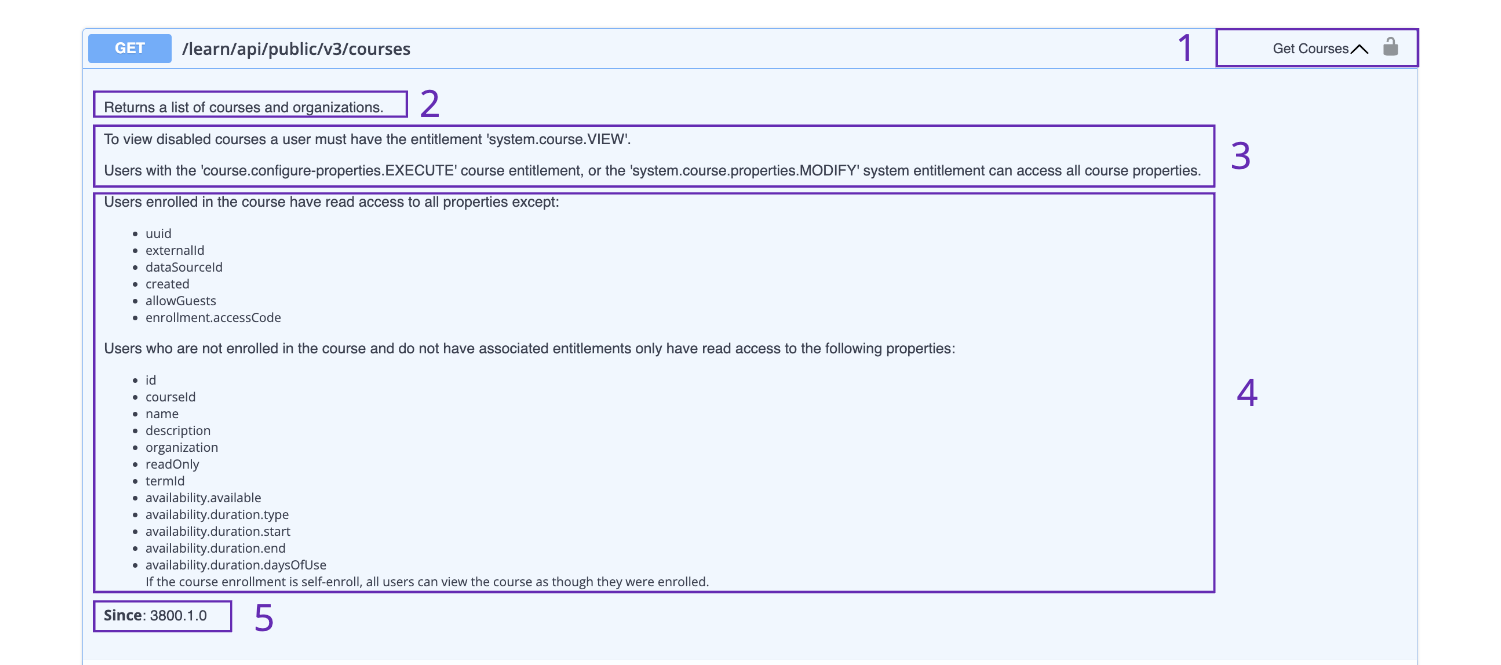 GET /learn/api/public/v3/courses 1 Get Courses
Returns a list of courses and organizations. 2
To view disabled courses a user must have the entitlement 'system.course.VIEW'.
3
Users with the 'course.configure-properties.EXECUTE' course entitlement, or the 'system.course.properties.MODIFY' system entitlement can access all course properties.
Users enrolled in the course have read access to all properties except:
• uuid
• externalId
• dataSourceId
• created
• allowGuests
• enrollment.accessCode
Users who are not enrolled in the course and do not have associated entitlements only have read access to the following properties:
• id
• courseId
4
• name
• description
• organization
• readOnly
• termId
• availability.available
• availability.duration.type
• availability.duration.start
• availability.duration.end
• availability.duration.daysOfUse
If the course enrollment is self-enroll, all users can view the course as though they were enrolled.
Since: 3800.1.0 5